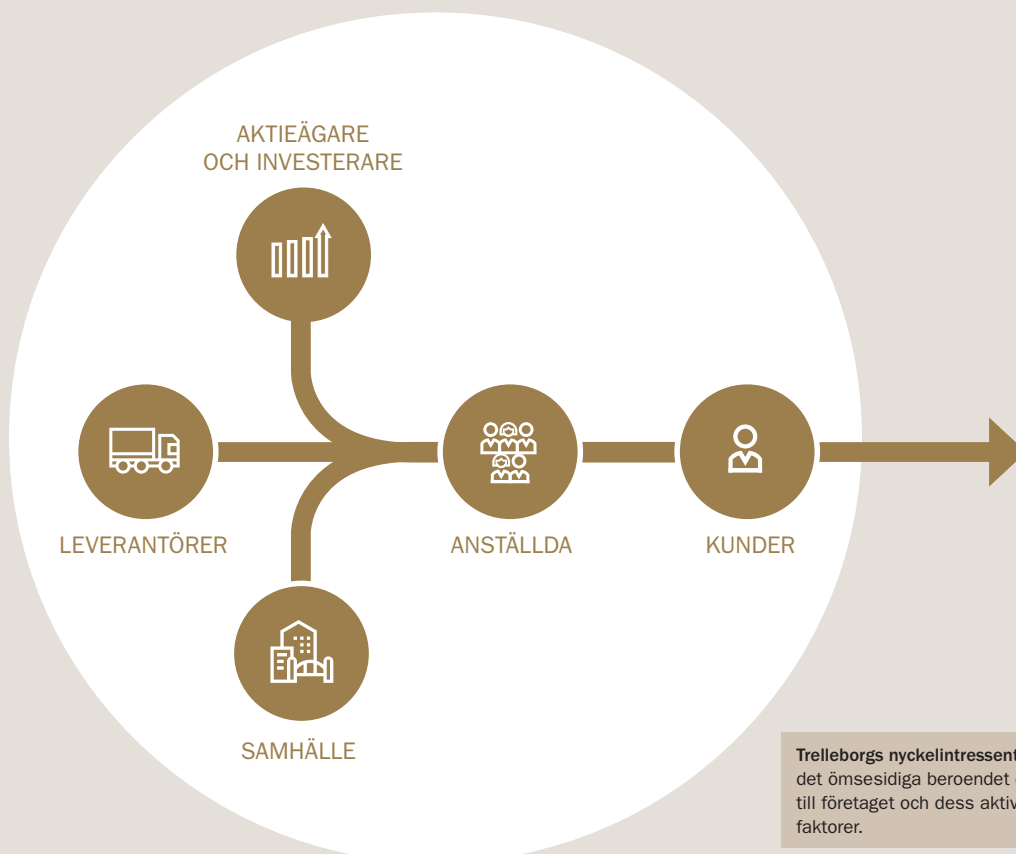 AKTIEÄGARE
OCH INVESTERARE
LEVERANTÖRER
ANSTÄLLDA
KUNDER
SAMHÄLLE
Trelleborgs nyckelintressent
det ömsesidiga beroendet
till företaget och dess aktiv
faktorer.